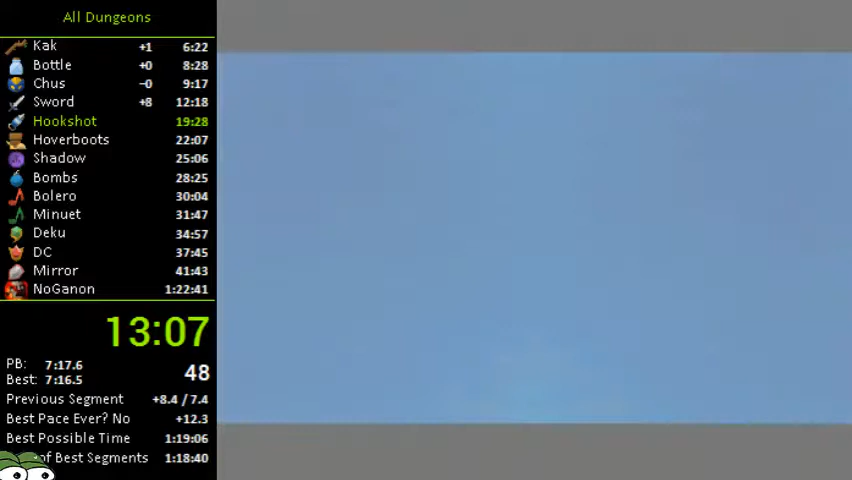 All Dungeons
Kak +1 6:22
Bottle +0 8:28
Chus −0 9:17
Sword +8 12:18
Hookshot 19:28
Hoverboots 22:07
Shadow 25:06
Bombs 28:25
Bolero 30:04
Minuet 31:47
Deku 34:57
DC 37:45
Mirror 41:43
NoGanon 1:22:41
13:07
PB: 7:17.6
Best: 7:16.5
48
Previous Segment +8.4 / 7.4
Best Pace Ever? No +12.3
Best Possible Time 1:19:06
of Best Segments 1:18:40